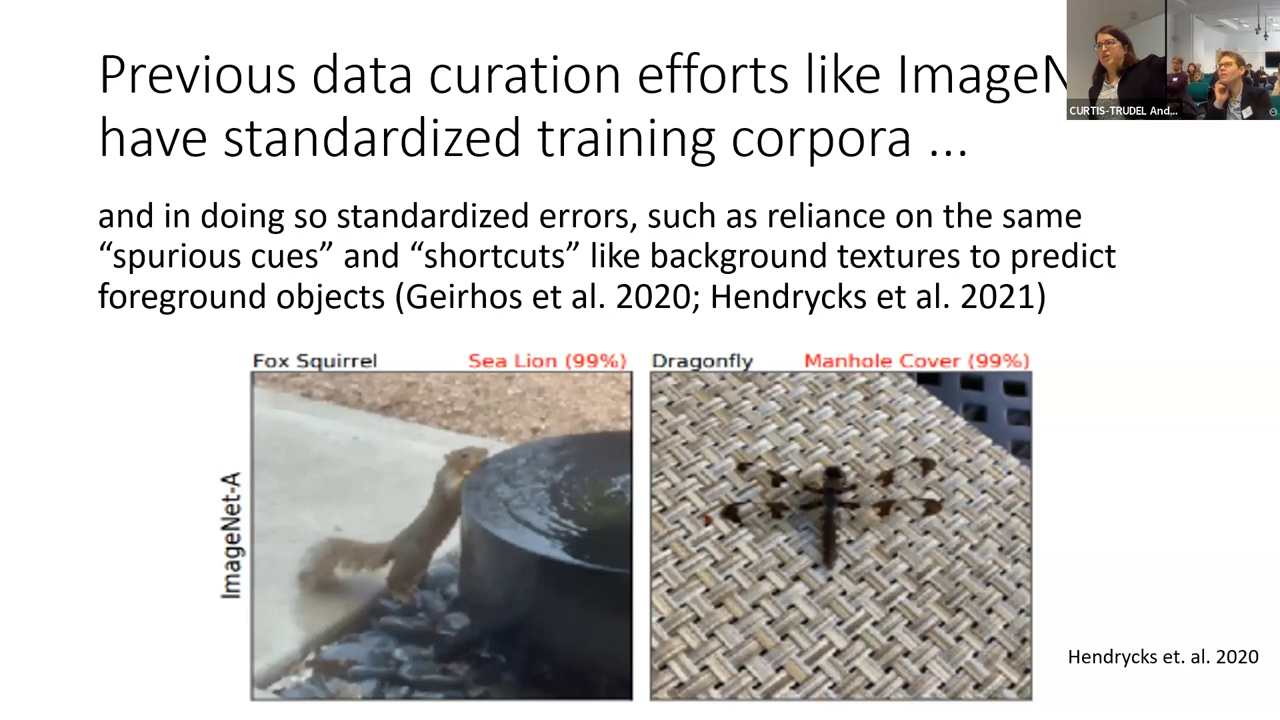 Previous data curation efforts like ImageN
have standardized training corpora ...
CURTIS-TRUDEL And...
and in doing so standardized errors, such as reliance on the same
“spurious cues” and “shortcuts” like background textures to predict
foreground objects (Geirhos et al. 2020; Hendrycks et al. 2021)
Fox Squirrel Sea Lion (99%) Dragonfly Manhole Cover (99%)
ImageNet-A
Hendrycks et. al. 2020